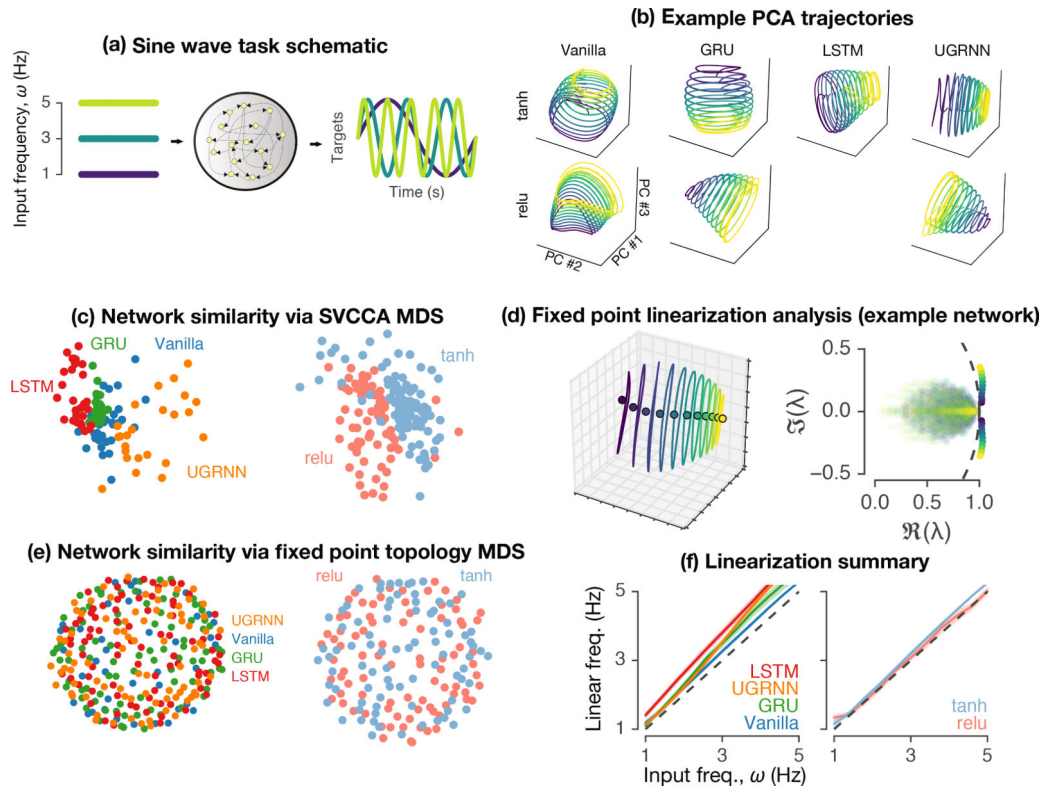 (a) Sine wave task schematic
Input frequency, ω (Hz)
5
3
1
Targets
Time (s)
(b) Example PCA trajectories
Vanilla
GRU
LSTM
UGRNN
tanh
relu
PC #3
PC #2
PC #1
(c) Network similarity via SVCCA MDS
GRU
Vanilla
LSTM
UGRNN
tanh
relu
(d) Fixed point linearization analysis (example network)
ℑ(λ)
0.5
0.0
−0.5
0.0
0.5
1.0
ℜ(λ)
(e) Network similarity via fixed point topology MDS
UGRNN
Vanilla
GRU
LSTM
relu
tanh
(f) Linearization summary
Linear freq. (Hz)
5
3
1
LSTM
UGRNN
GRU
Vanilla
1
3
5
Input freq., ω (Hz)
tanh
relu
1
3
5